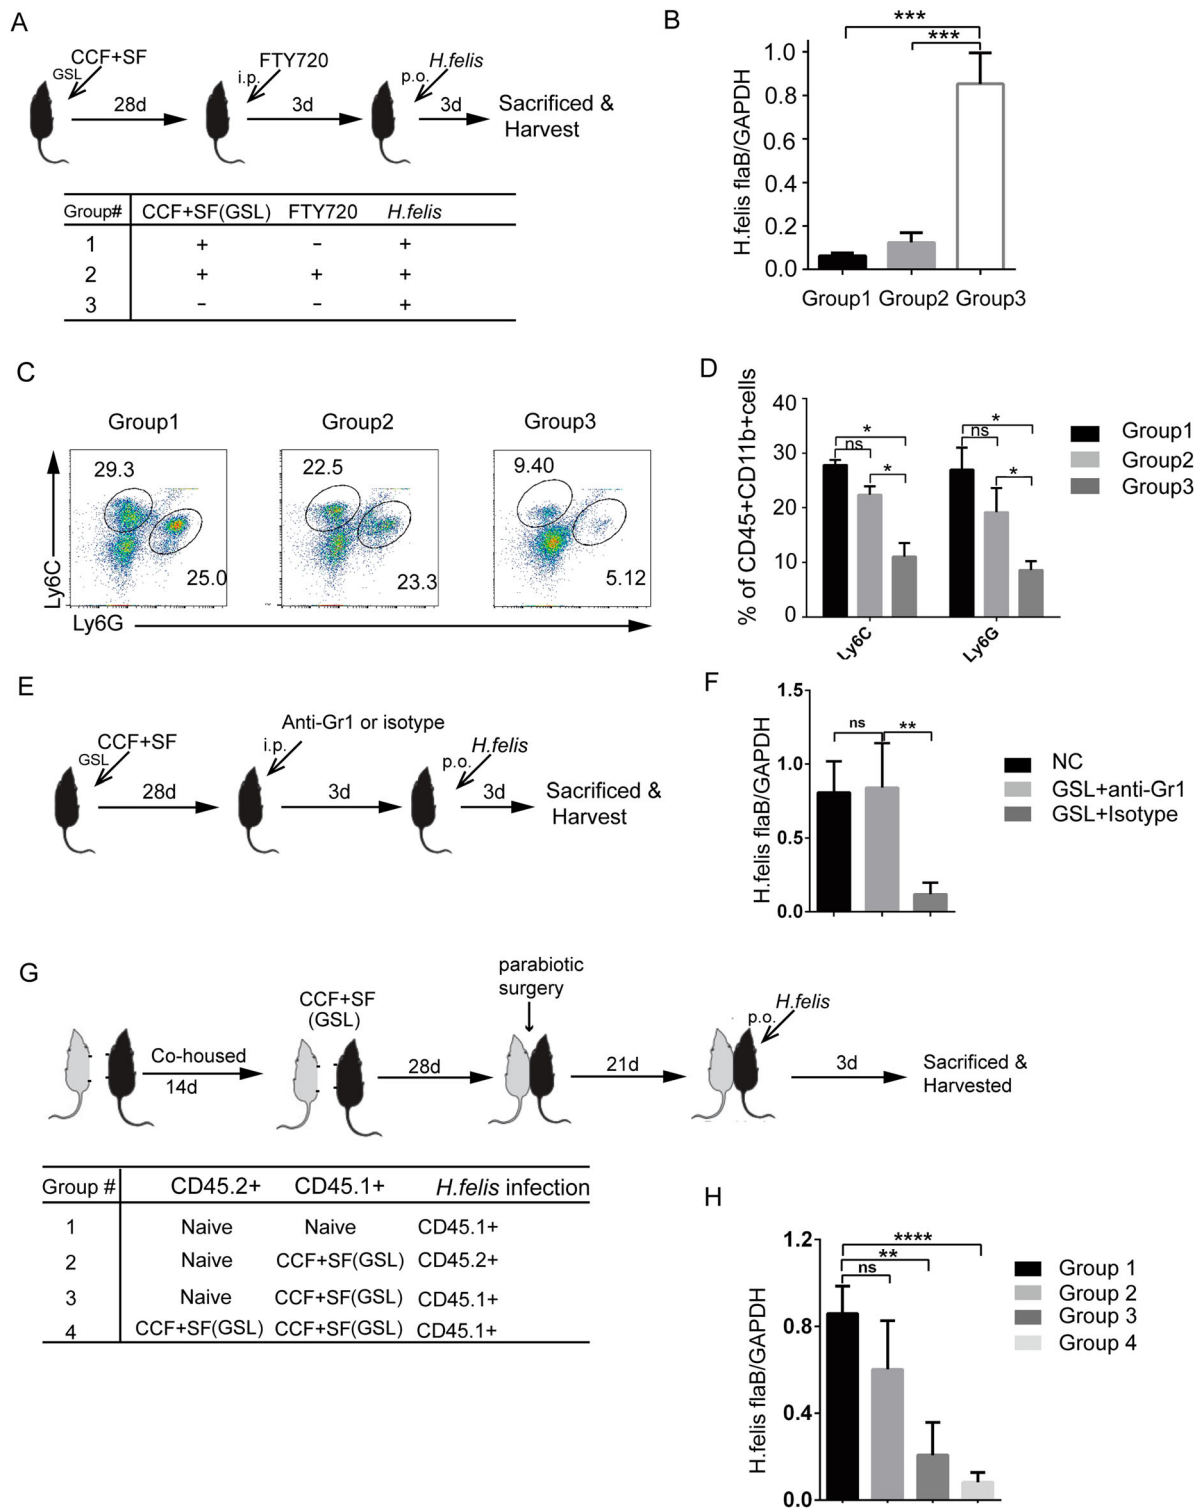 A
CCF+SF
GSL
28d
FTY720
i.p.
3d
H.felis
p.o.
3d
Sacrificed &
Harvest
Group# CCF+SF(GSL) FTY720 H.felis
1 + - +
2 + + +
3 - - +
B
***
***
H.felis flaB/GAPDH
1.0
0.8
0.6
0.4
0.2
0.0
Group1 Group2 Group3
C
Group1 Group2 Group3
29.3
25.0
22.5
23.3
9.40
5.12
Ly6C
Ly6G
D
% of CD45+CD11b+cells
40
30
20
10
0
*
ns
*
*
ns
*
Ly6C
Ly6G
Group1
Group2
Group3
E
CCF+SF
GSL
28d
Anti-Gr1 or isotype
i.p.
3d
H.felis
p.o.
3d
Sacrificed &
Harvest
F
H.felis flaB/GAPDH
1.5
1.0
0.5
0.0
ns
**
NC
GSL+anti-Gr1
GSL+Isotype
G
Co-housed
14d
CCF+SF
(GSL)
28d
parabiotic
surgery
21d
H.felis
p.o.
3d
Sacrificed &
Harvested
Group # CD45.2+ CD45.1+ H.felis infection
1 Naive Naive CD45.1+
2 Naive CCF+SF(GSL) CD45.2+
3 Naive CCF+SF(GSL) CD45.1+
4 CCF+SF(GSL) CCF+SF(GSL) CD45.1+
H
H.felis flaB/GAPDH
1.2
0.8
0.4
0.0
****
**
ns
Group 1
Group 2
Group 3
Group 4